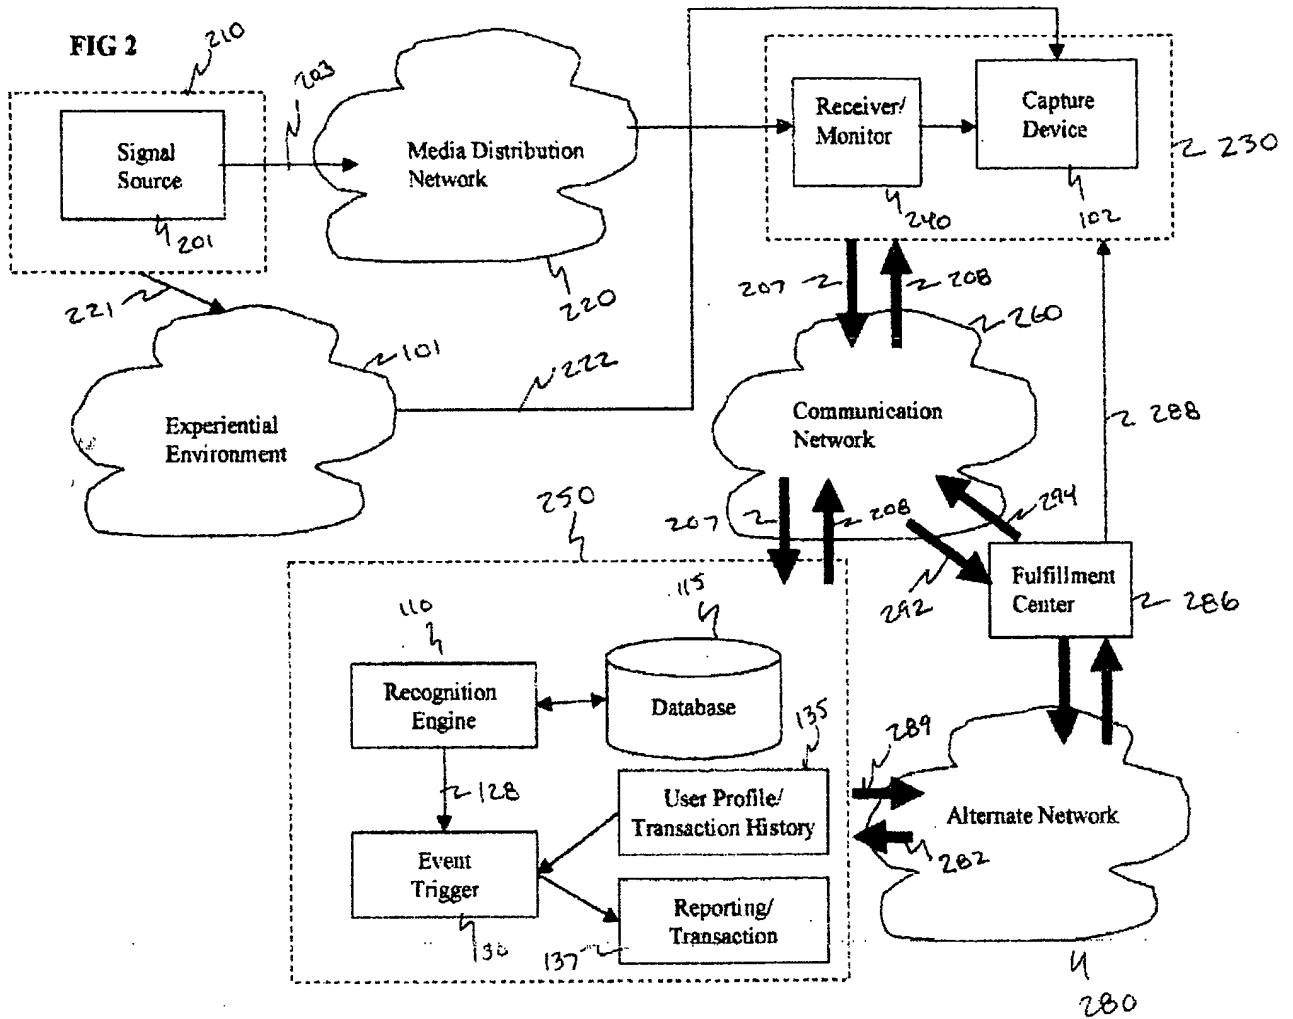 FIG 2
210
203
Signal
Source
201
Media Distribution
Network
220
Receiver/
Monitor
240
Capture
Device
102
230
221
101
222
Experiential
Environment
207
208
260
Communication
Network
288
250
207
208
294
292
Fulfillment
Center
286
110
115
Recognition
Engine
Database
135
128
User Profile/
Transaction History
289
Alternate Network
282
Event
Trigger
130
Reporting/
Transaction
137
280